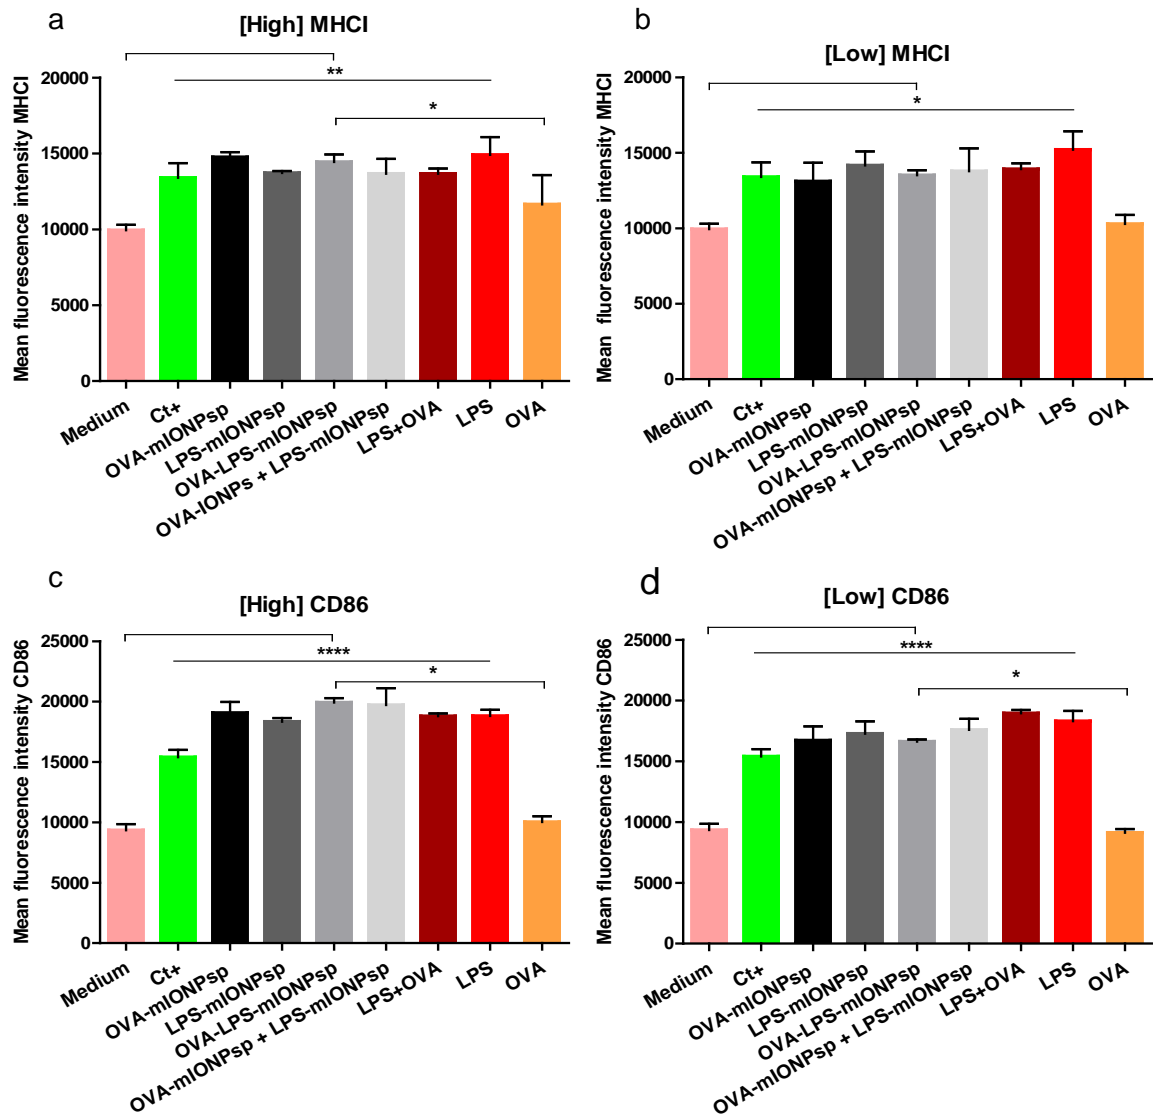 a
[High] MHCI
Mean fluorescence intensity MHCI
20000
15000
10000
5000
0
**
*
Medium
Ct+
OVA-mIONPsp
LPS-mIONPsp
OVA-LPS-mIONPsp
OVA-IONPs + LPS-mIONPsp
LPS+OVA
LPS
OVA
b
[Low] MHCI
Mean fluorescence intensity MHCI
20000
15000
10000
5000
0
*
Medium
Ct+
OVA-mIONPsp
LPS-mIONPsp
OVA-LPS-mIONPsp
OVA-mIONPsp + LPS-mIONPsp
LPS+OVA
LPS
OVA
c
[High] CD86
Mean fluorescence intensity CD86
25000
20000
15000
10000
5000
0
****
*
Medium
Ct+
OVA-mIONPsp
LPS-mIONPsp
OVA-LPS-mIONPsp
OVA-mIONPsp + LPS-mIONPsp
LPS+OVA
LPS
OVA
d
[Low] CD86
Mean fluorescence intensity CD86
25000
20000
15000
10000
5000
0
****
*
Medium
Ct+
OVA-mIONPsp
LPS-mIONPsp
OVA-LPS-mIONPsp
OVA-mIONPsp + LPS-mIONPsp
LPS+OVA
LPS
OVA